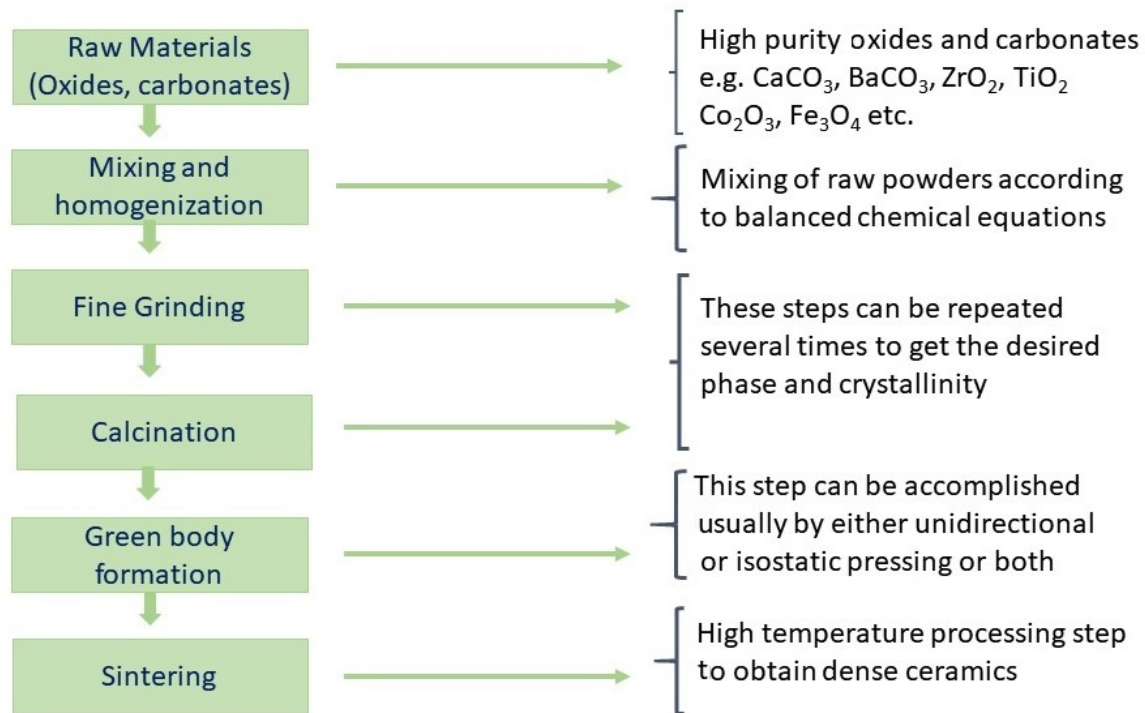 Raw Materials
(Oxides, carbonates)
High purity oxides and carbonates
e.g. CaCO₃, BaCO₃, ZrO₂, TiO₂
Co₂O₃, Fe₃O₄ etc.
Mixing and
homogenization
Mixing of raw powders according
to balanced chemical equations
Fine Grinding
Calcination
These steps can be repeated
several times to get the desired
phase and crystallinity
Green body
formation
This step can be accomplished
usually by either unidirectional
or isostatic pressing or both
Sintering
High temperature processing step
to obtain dense ceramics